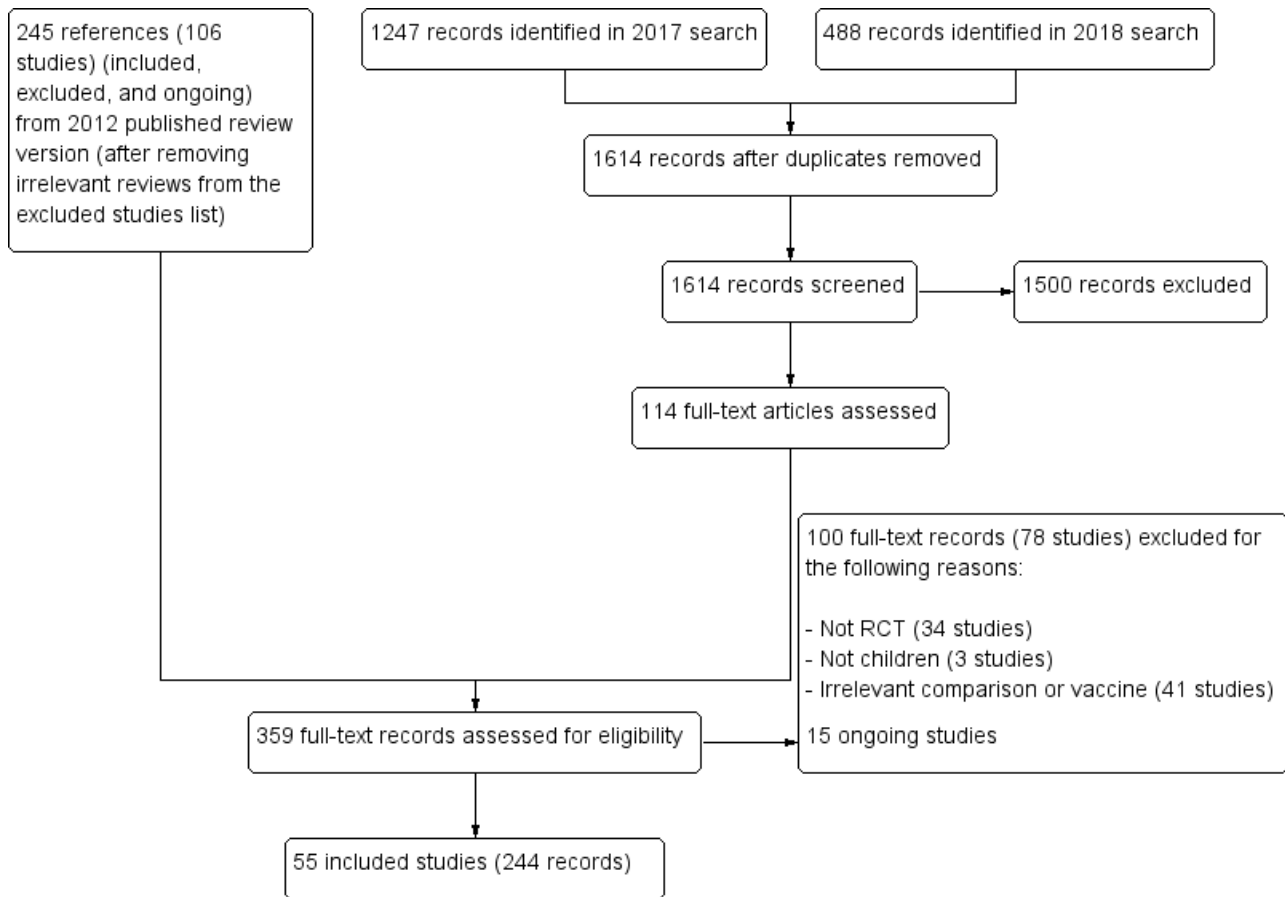 245 references (106
studies) (included,
excluded, and ongoing)
from 2012 published review
version (after removing
irrelevant reviews from the
excluded studies list)
1247 records identified in 2017 search
488 records identified in 2018 search
1614 records after duplicates removed
1614 records screened
1500 records excluded
114 full-text articles assessed
100 full-text records (78 studies) excluded for
the following reasons:
- Not RCT (34 studies)
- Not children (3 studies)
- Irrelevant comparison or vaccine (41 studies)
15 ongoing studies
359 full-text records assessed for eligibility
55 included studies (244 records)